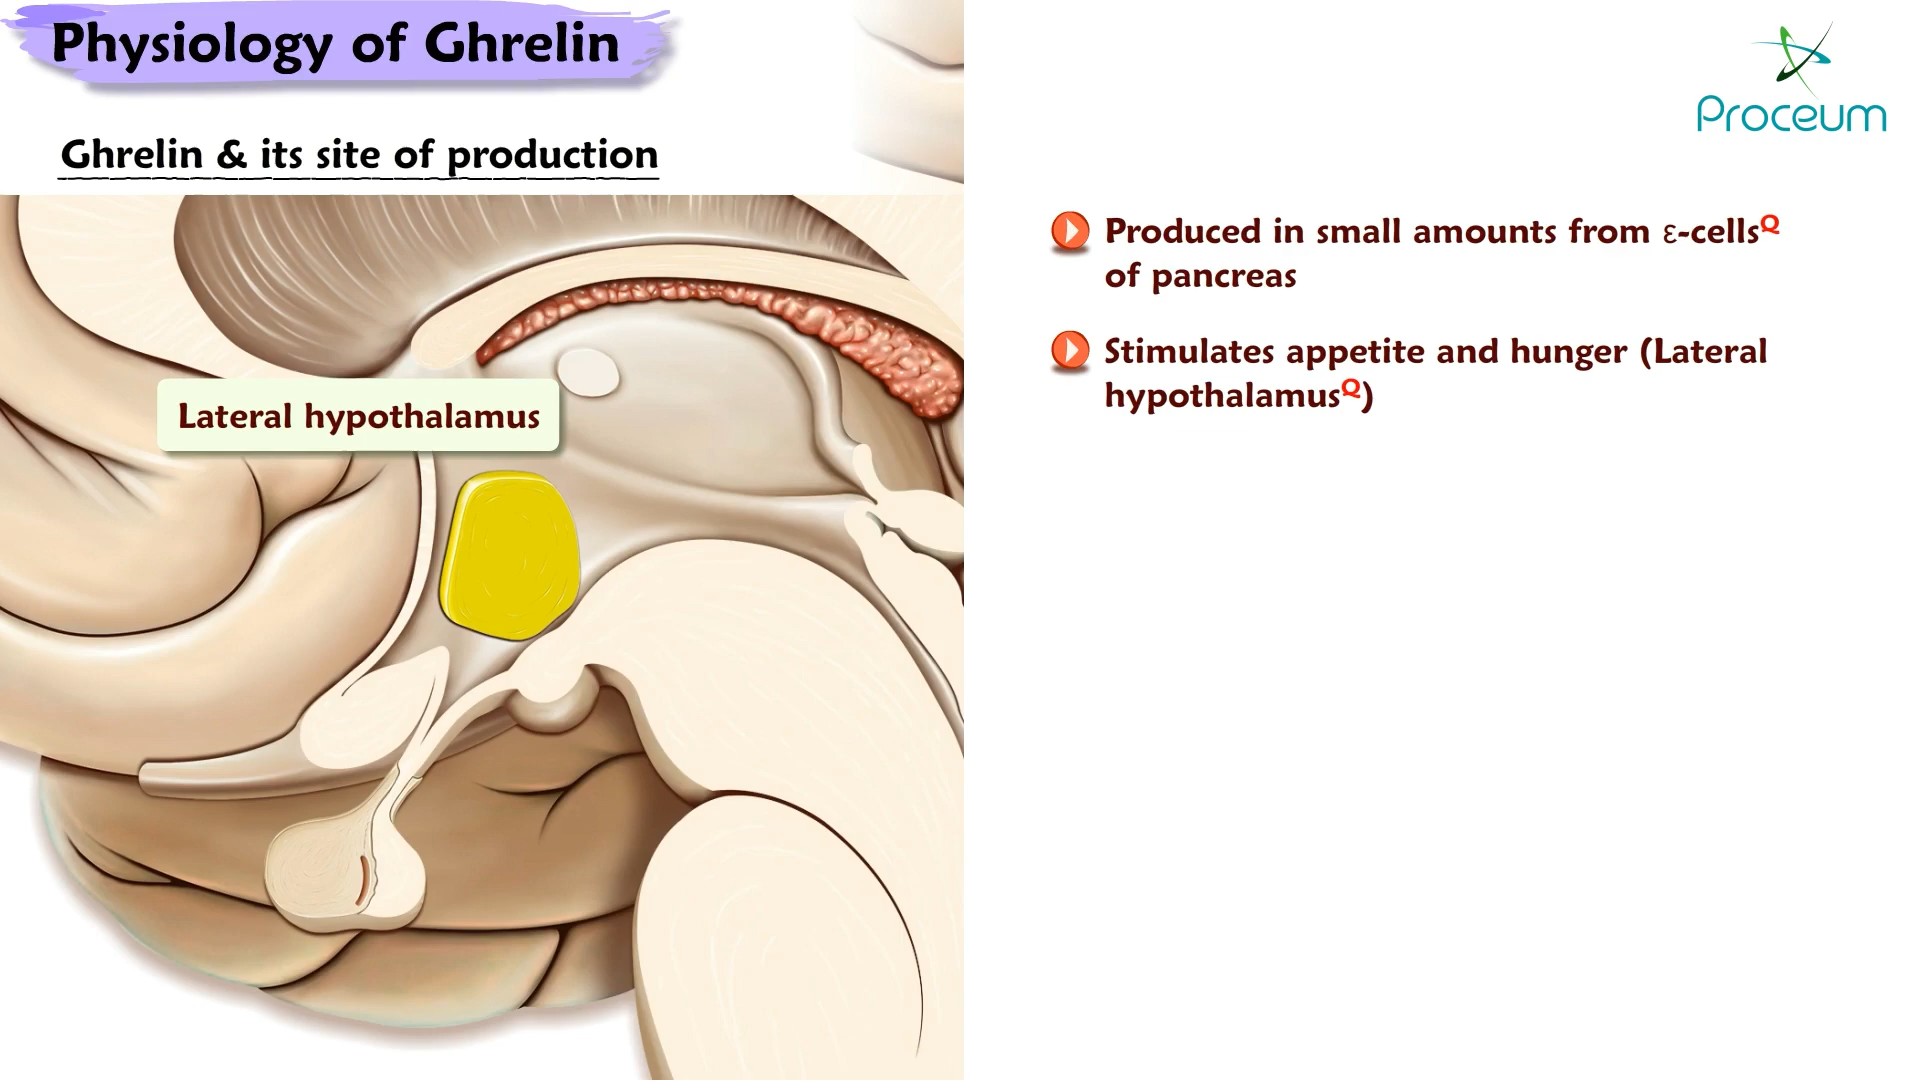 Physiology of Ghrelin
Proceum
Ghrelin & its site of production
Lateral hypothalamus
Produced in small amounts from ε-cellsQ
of pancreas
Stimulates appetite and hunger (Lateral
hypothalamusQ)